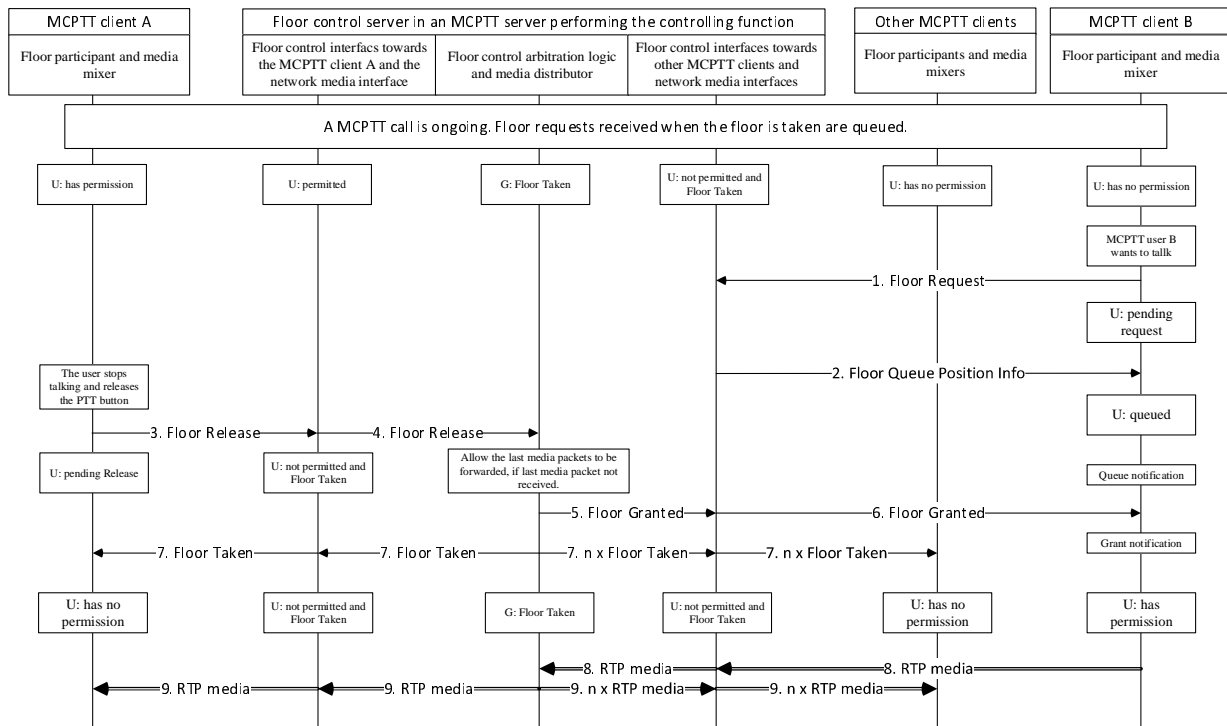 MCPTT client A
Floor control server in an MCPTT server performing the controlling function
Other MCPTT clients
MCPTT client B
Floor participant and media
mixer
Floor control interfacs towards
the MCPTT client A and the
network media interface
Floor control arbitration logic
and media distributor
Floor control interfaces towards
other MCPTT clients and
network media interfaces
Floor participants and media
mixers
Floor participant and media
mixer
A MCPTT call is ongoing. Floor requests received when the floor is taken are queued.
U: has permission
U: permitted
G: Floor Taken
U: not permitted and
Floor Taken
U: has no permission
U: has no permission
MCPTT user B
wants to tallk
1. Floor Request
U: pending
request
The user stops
talking and releases
the PTT button
2. Floor Queue Position Info
U: queued
3. Floor Release
4. Floor Release
U: pending Release
U: not permitted and
Floor Taken
Allow the last media packets to be
forwarded, if last media packet not
received.
Queue notification
5. Floor Granted
6. Floor Granted
7. Floor Taken
7. Floor Taken
7. n x Floor Taken
7. n x Floor Taken
Grant notification
U: has no
permission
U: not permitted and
Floor Taken
G: Floor Taken
U: not permitted and
Floor Taken
U: has no
permission
U: has
permission
8. RTP media
8. RTP media
9. RTP media
9. RTP media
9. n x RTP media
9. n x RTP media